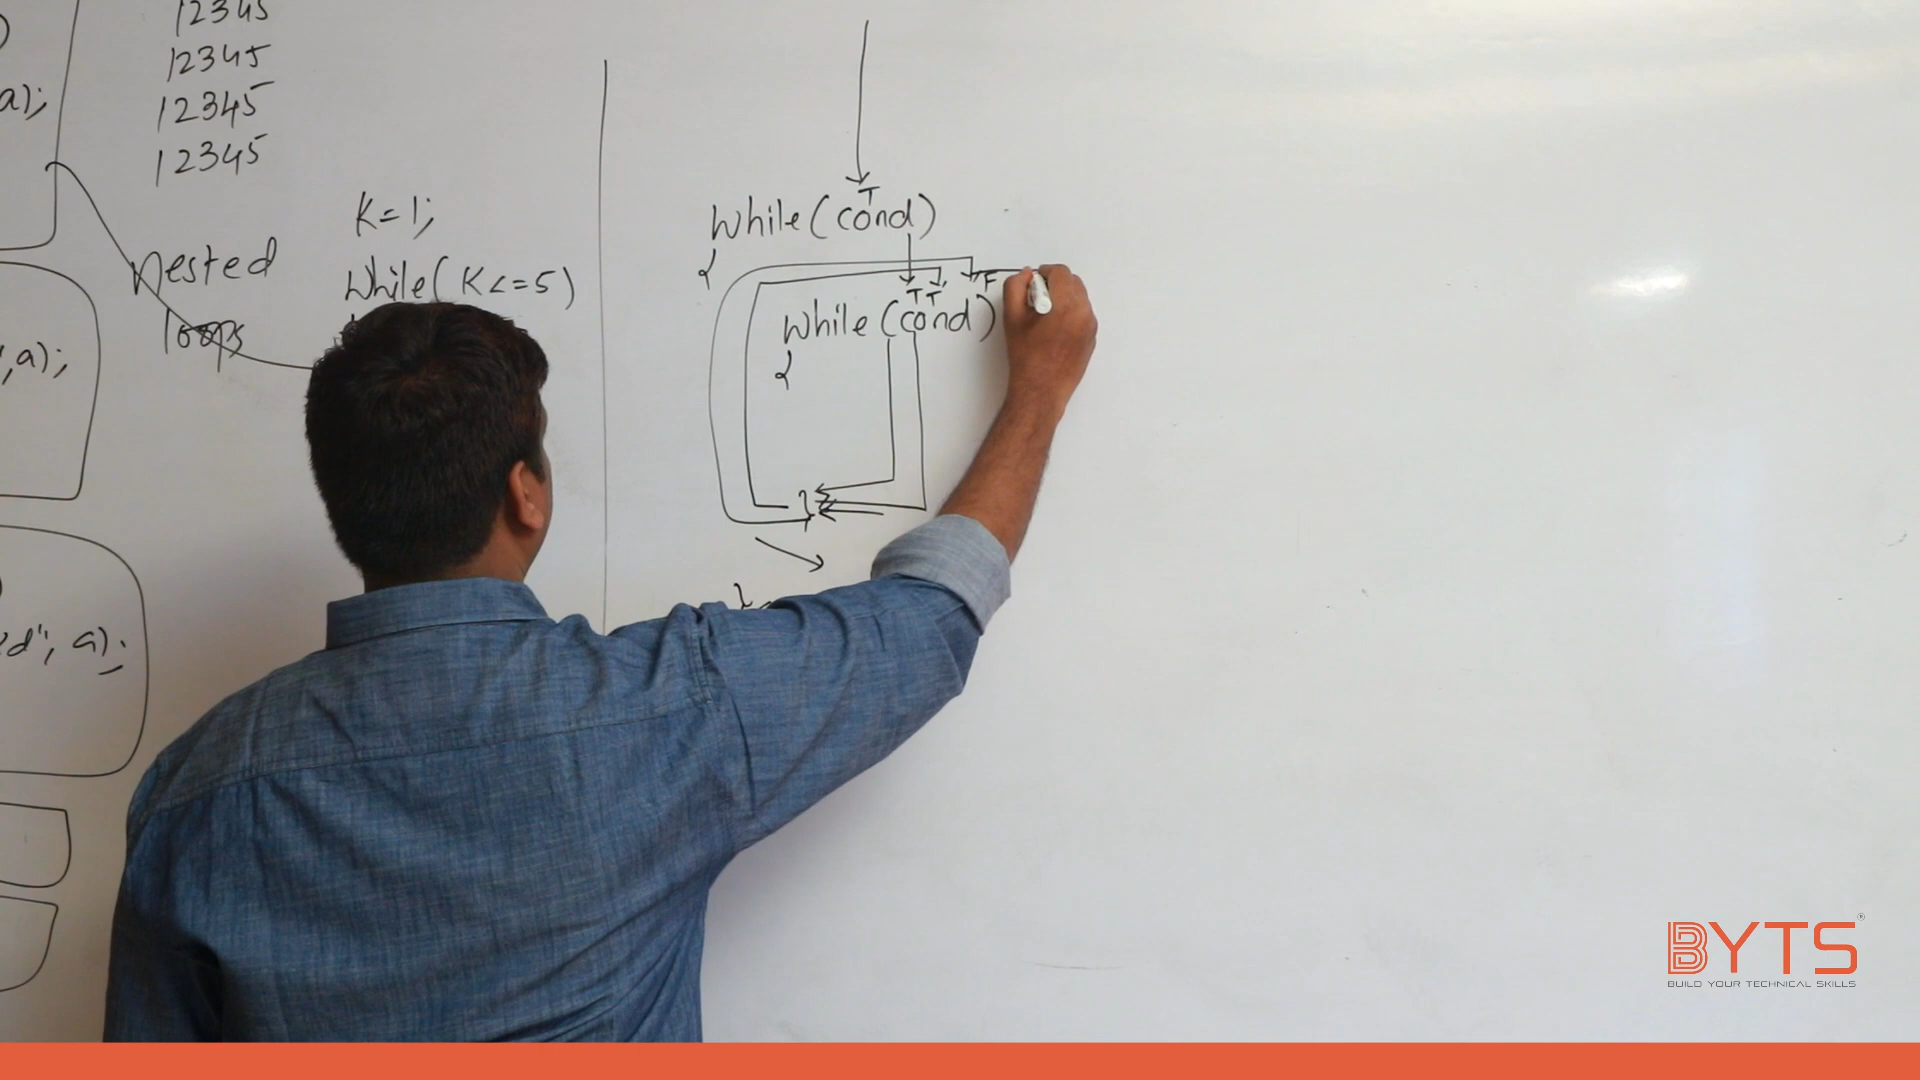 12345
12345
12345
12345
a);
nested
loops
,a);
d", a);
K=1;
While( K<=5)
T
While(cond)
{
T T F
While(cond)
{
}
BYTS
BUILD YOUR TECHNICAL SKILLS